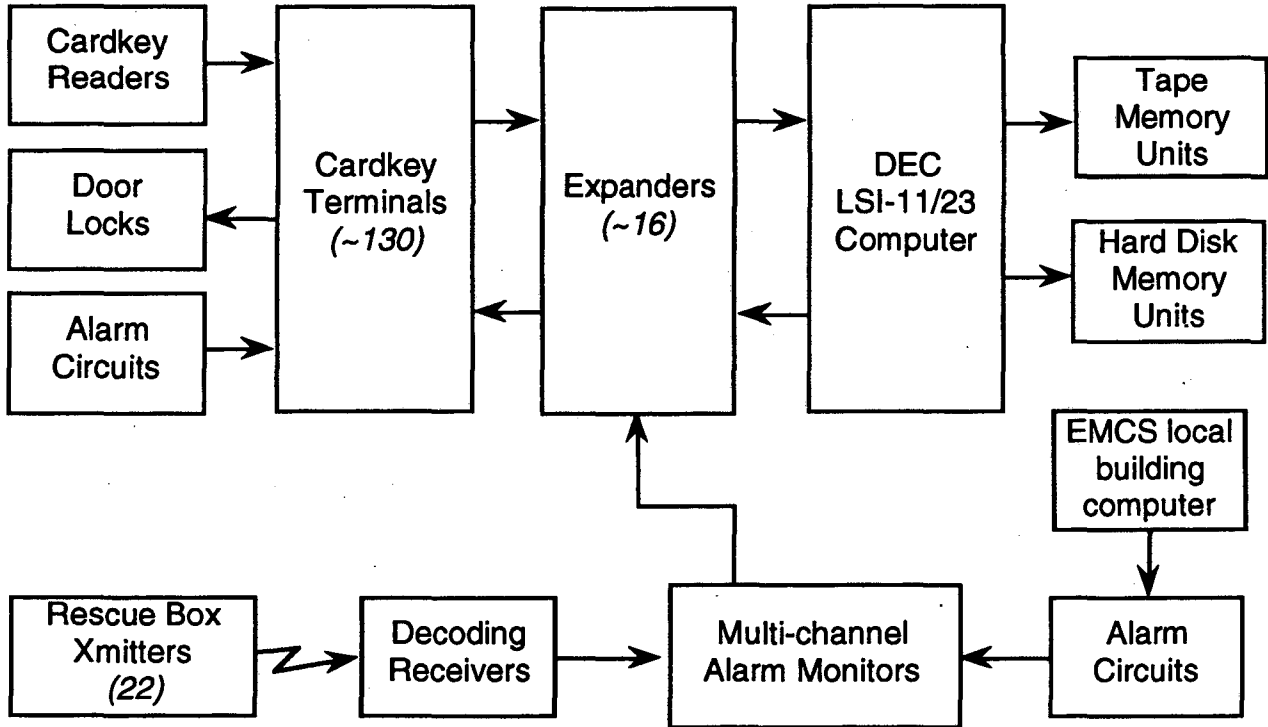 Cardkey
Readers
Door
Locks
Alarm
Circuits
Cardkey
Terminals
(~130)
Expanders
(~16)
DEC
LSI-11/23
Computer
Tape
Memory
Units
Hard Disk
Memory
Units
EMCS local
building
computer
Rescue Box
Xmitters
(22)
Decoding
Receivers
Multi-channel
Alarm Monitors
Alarm
Circuits